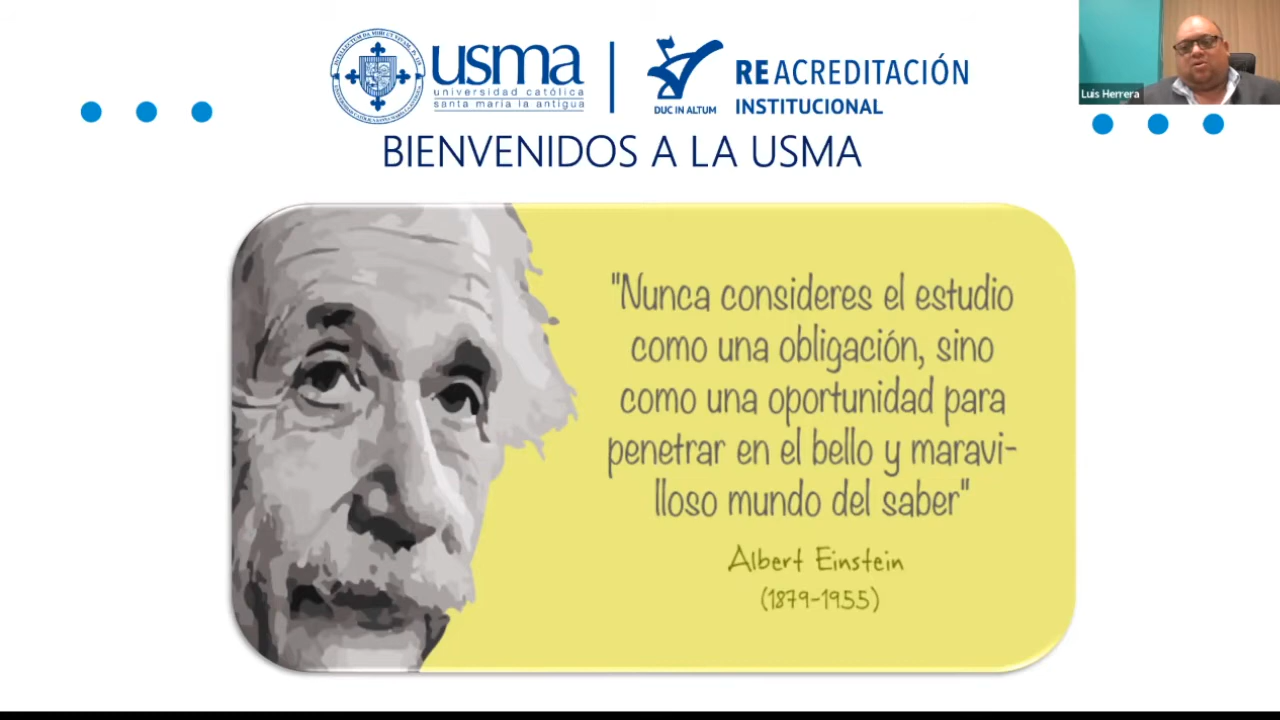 usma
universidad católica
santa maría la antigua
DUC IN ALTUM
REACREDITACIÓN
INSTITUCIONAL
Luis Herrera
BIENVENIDOS A LA USMA
"Nunca consideres el estudio
como una obligación, sino
como una oportunidad para
penetrar en el bello y maravi-
lloso mundo del saber"
Albert Einstein
(1879-1955)